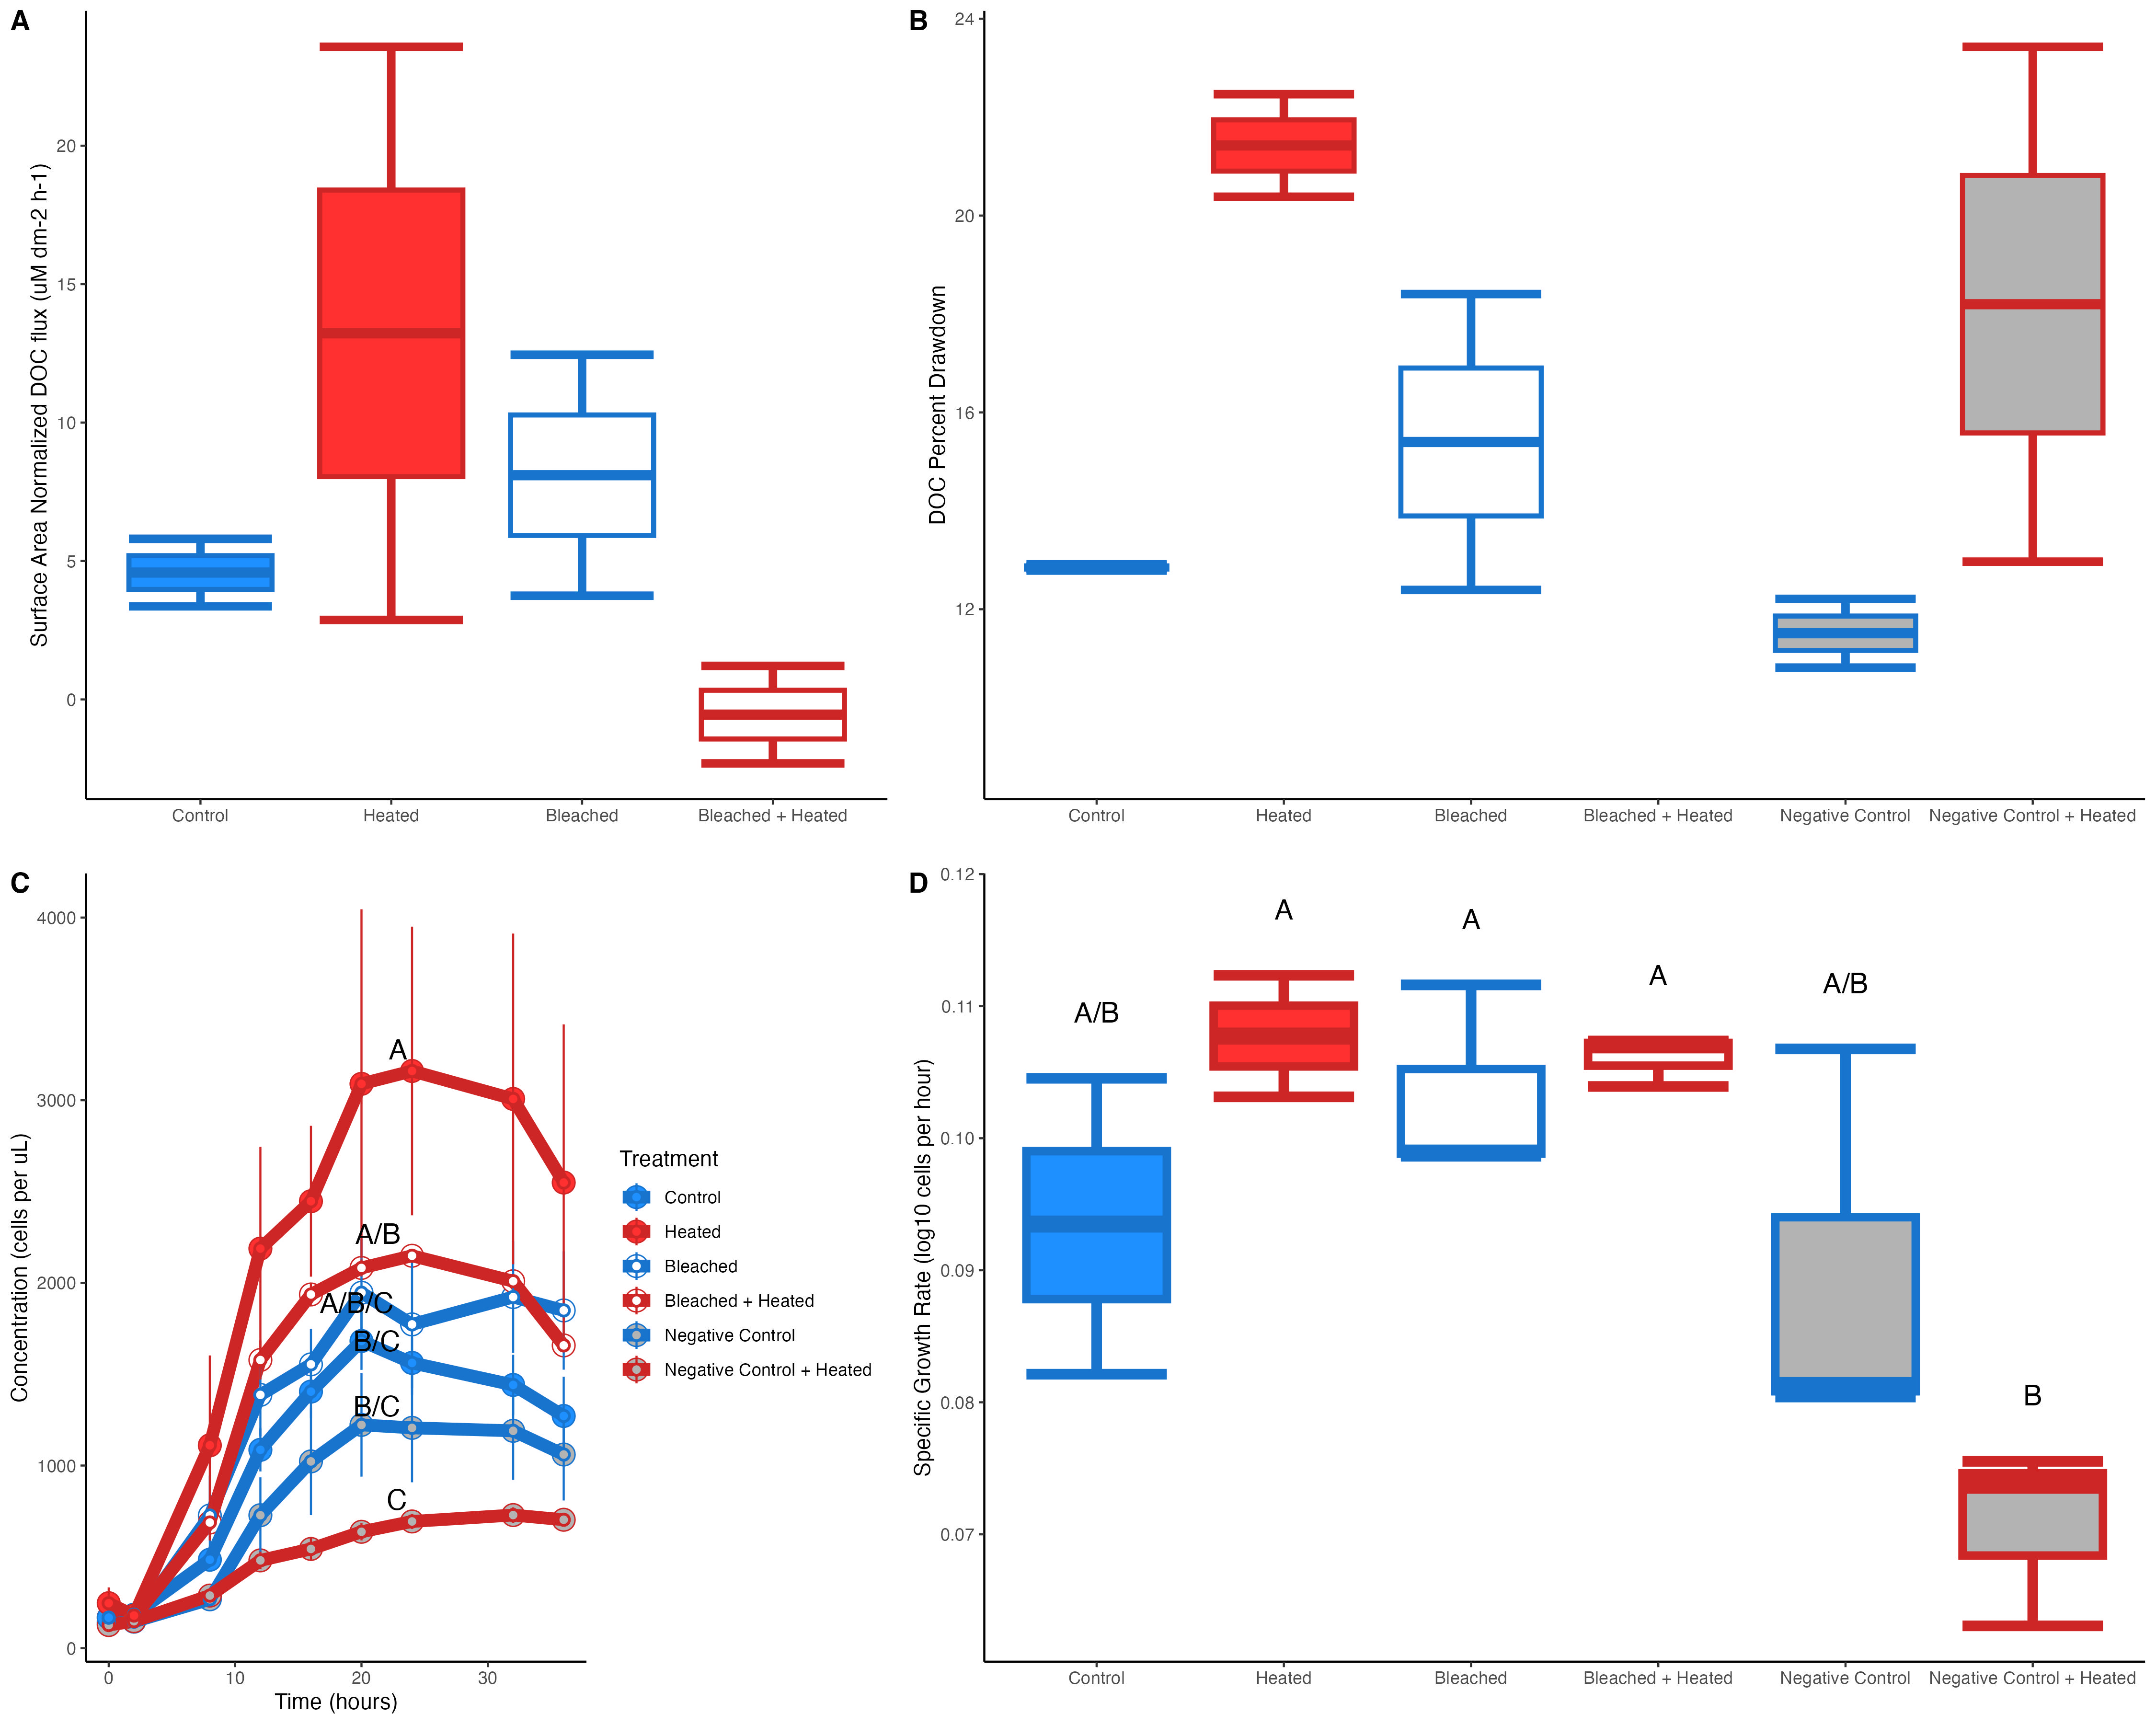 A
Surface Area Normalized DOC flux (uM dm-2 h-1)
20
15
10
5
0
Control
Heated
Bleached
Bleached + Heated
B
DOC Percent Drawdown
24
20
16
12
Control
Heated
Bleached
Bleached + Heated
Negative Control
Negative Control + Heated
C
Concentration (cells per uL)
4000
3000
2000
1000
0
A
A/B
A/B/C
B/C
B/C
C
0
10
20
30
Time (hours)
Treatment
Control
Heated
Bleached
Bleached + Heated
Negative Control
Negative Control + Heated
D
Specific Growth Rate (log10 cells per hour)
0.12
0.11
0.10
0.09
0.08
0.07
A/B
A
A
A
A/B
B
Control
Heated
Bleached
Bleached + Heated
Negative Control
Negative Control + Heated